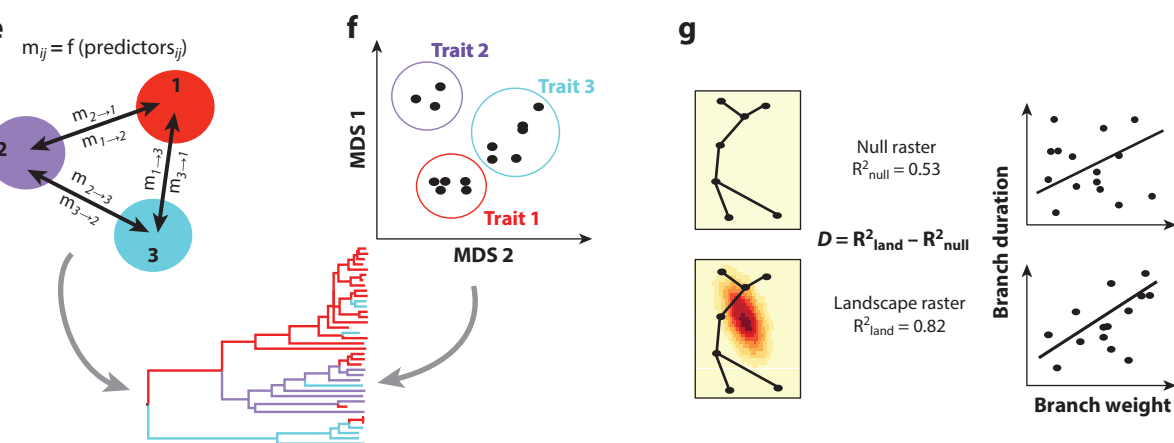 e
m_ij = f (predictors_ij)
1
2
3
m_2→1
m_1→2
m_1→3
m_3→1
m_2→3
m_3→2
f
Trait 2
Trait 3
Trait 1
MDS 1
MDS 2
g
Null raster
R²_null = 0.53
D = R²_land – R²_null
Landscape raster
R²_land = 0.82
Branch duration
Branch weight